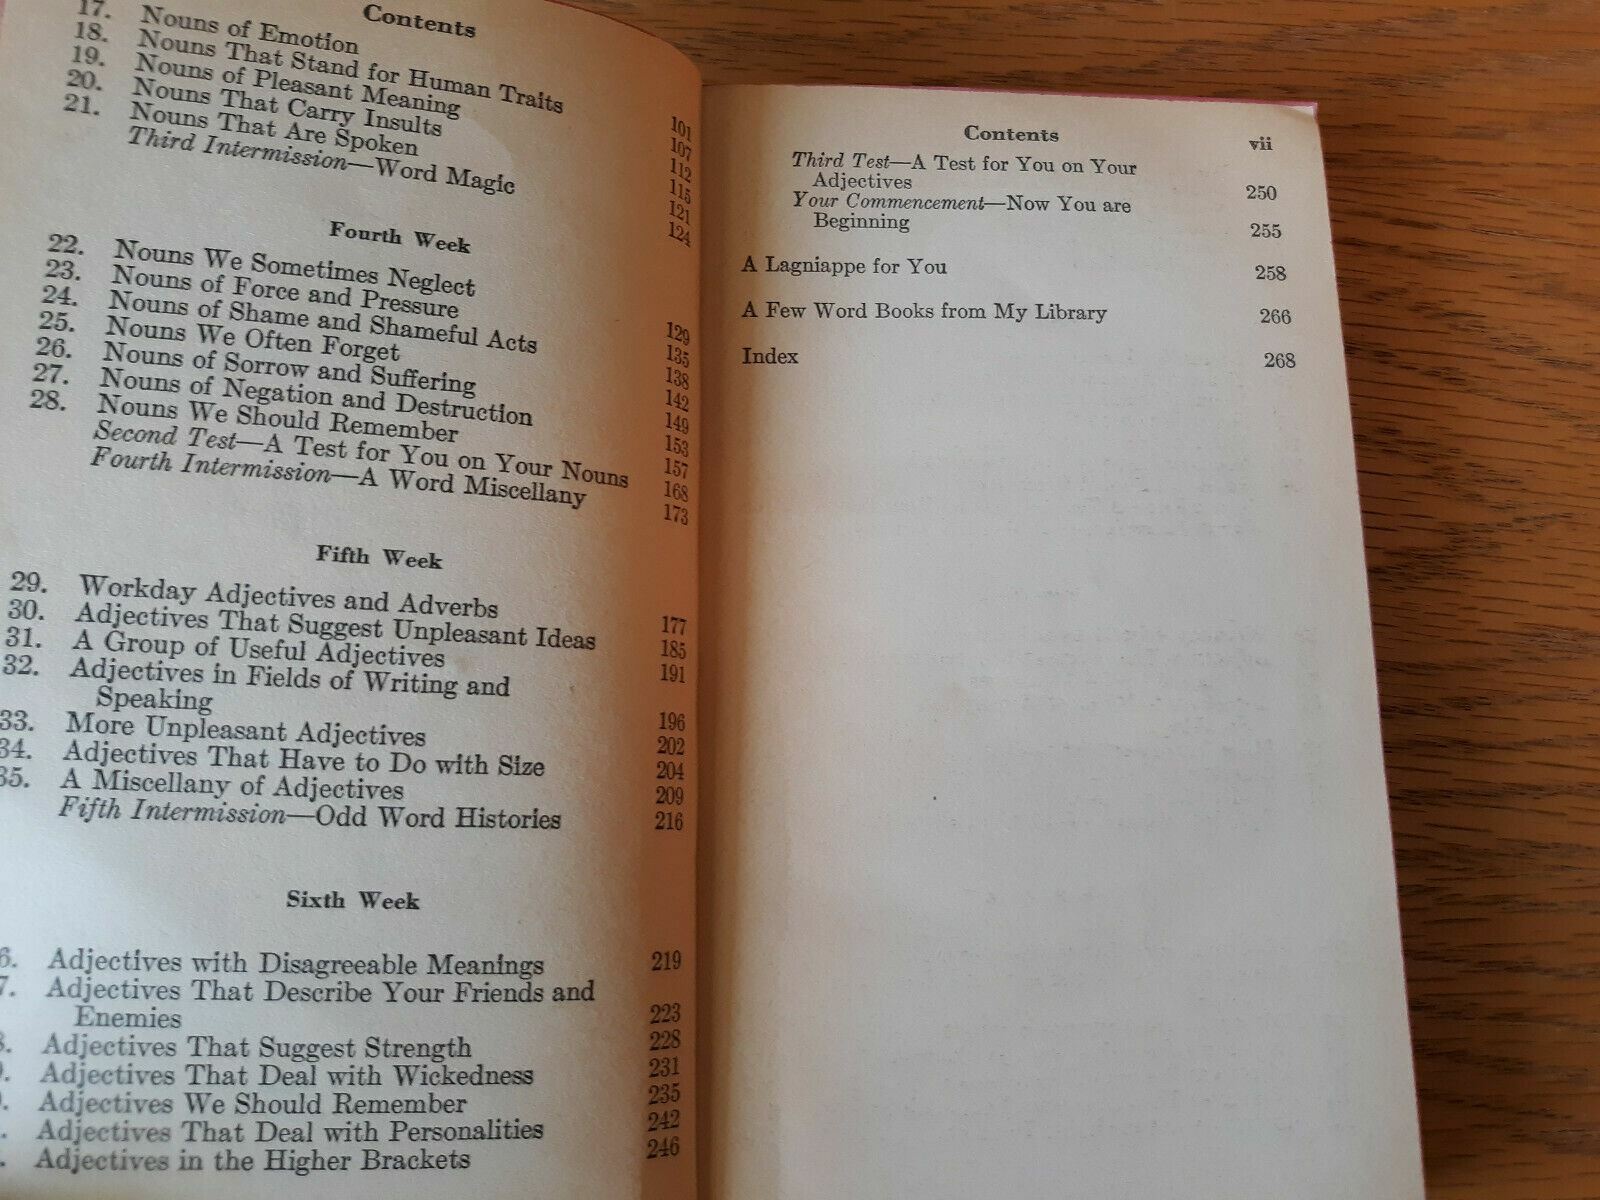 Contents
17. Nouns of Emotion 101
18. Nouns That Stand for Human Traits 107
19. Nouns of Pleasant Meaning 112
20. Nouns That Carry Insults 115
21. Nouns That Are Spoken 121
Third Intermission—Word Magic 124
Fourth Week
22. Nouns We Sometimes Neglect 129
23. Nouns of Force and Pressure 135
24. Nouns of Shame and Shameful Acts 138
25. Nouns We Often Forget 142
26. Nouns of Sorrow and Suffering 149
27. Nouns of Negation and Destruction 153
28. Nouns We Should Remember 157
Second Test—A Test for You on Your Nouns 168
Fourth Intermission—A Word Miscellany 173
Fifth Week
29. Workday Adjectives and Adverbs 177
30. Adjectives That Suggest Unpleasant Ideas 185
31. A Group of Useful Adjectives 191
32. Adjectives in Fields of Writing and
Speaking 196
33. More Unpleasant Adjectives 202
34. Adjectives That Have to Do with Size 204
35. A Miscellany of Adjectives 209
Fifth Intermission—Odd Word Histories 216
Sixth Week
6. Adjectives with Disagreeable Meanings 219
7. Adjectives That Describe Your Friends and
Enemies 223
8. Adjectives That Suggest Strength 228
Adjectives That Deal with Wickedness 231
Adjectives We Should Remember 235
Adjectives That Deal with Personalities 242
Adjectives in the Higher Brackets 246
Contents vii
Third Test—A Test for You on Your
Adjectives 250
Your Commencement—Now You are
Beginning 255
A Lagniappe for You 258
A Few Word Books from My Library 266
Index 268